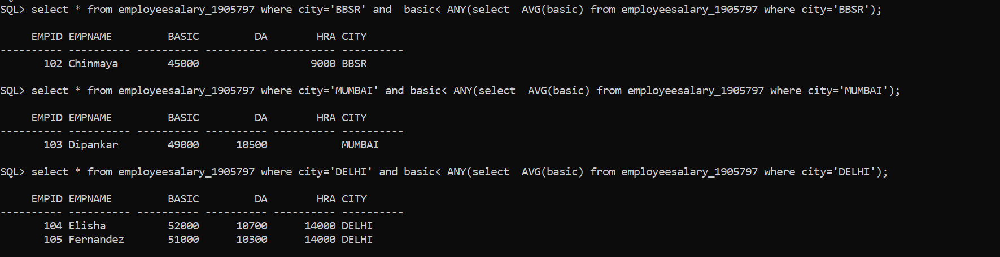 SQL> select * from employeesalary_1905797 where city='BBSR' and  basic< ANY(select  AVG(basic) from employeesalary_1905797 where city='BBSR');
     EMPID EMPNAME         BASIC         DA        HRA CITY
---------- ---------- ---------- ---------- ---------- ----------
       102 Chinmaya        45000                  9000 BBSR
SQL> select * from employeesalary_1905797 where city='MUMBAI' and basic< ANY(select  AVG(basic) from employeesalary_1905797 where city='MUMBAI');
     EMPID EMPNAME         BASIC         DA        HRA CITY
---------- ---------- ---------- ---------- ---------- ----------
       103 Dipankar        49000      10500            MUMBAI
SQL> select * from employeesalary_1905797 where city='DELHI' and basic< ANY(select  AVG(basic) from employeesalary_1905797 where city='DELHI');
     EMPID EMPNAME         BASIC         DA        HRA CITY
---------- ---------- ---------- ---------- ---------- ----------
       104 Elisha          52000      10700      14000 DELHI
       105 Fernandez       51000      10300      14000 DELHI